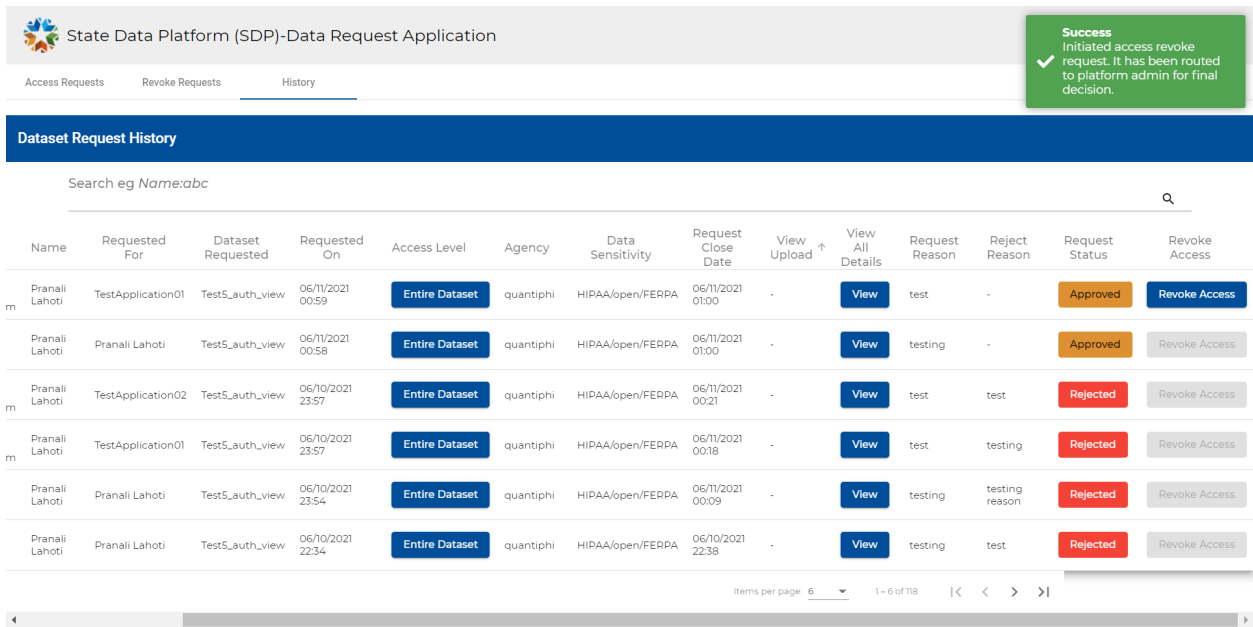 State Data Platform (SDP)-Data Request Application
Success
Initiated access revoke
request. It has been routed
to platform admin for final
decision.
Access Requests Revoke Requests History
Dataset Request History
Search eg Name:abc
Name Requested For Dataset Requested Requested On Access Level Agency Data Sensitivity Request Close Date View Upload ↑ View All Details Request Reason Reject Reason Request Status Revoke Access
m Pranali Lahoti TestApplication01 Test5_auth_view 06/11/2021 00:59 Entire Dataset quantiphi HIPAA/open/FERPA 06/11/2021 01:00 - View test - Approved Revoke Access
Pranali Lahoti Pranali Lahoti Test5_auth_view 06/11/2021 00:58 Entire Dataset quantiphi HIPAA/open/FERPA 06/11/2021 01:00 - View testing - Approved Revoke Access
m Pranali Lahoti TestApplication02 Test5_auth_view 06/10/2021 23:57 Entire Dataset quantiphi HIPAA/open/FERPA 06/11/2021 00:21 - View test test Rejected Revoke Access
m Pranali Lahoti TestApplication01 Test5_auth_view 06/10/2021 23:57 Entire Dataset quantiphi HIPAA/open/FERPA 06/11/2021 00:18 - View test testing Rejected Revoke Access
Pranali Lahoti Pranali Lahoti Test5_auth_view 06/10/2021 23:54 Entire Dataset quantiphi HIPAA/open/FERPA 06/11/2021 00:09 - View testing testing reason Rejected Revoke Access
Pranali Lahoti Pranali Lahoti Test5_auth_view 06/10/2021 22:34 Entire Dataset quantiphi HIPAA/open/FERPA 06/10/2021 22:38 - View testing test Rejected Revoke Access
Items per page: 6 1 – 6 of 118